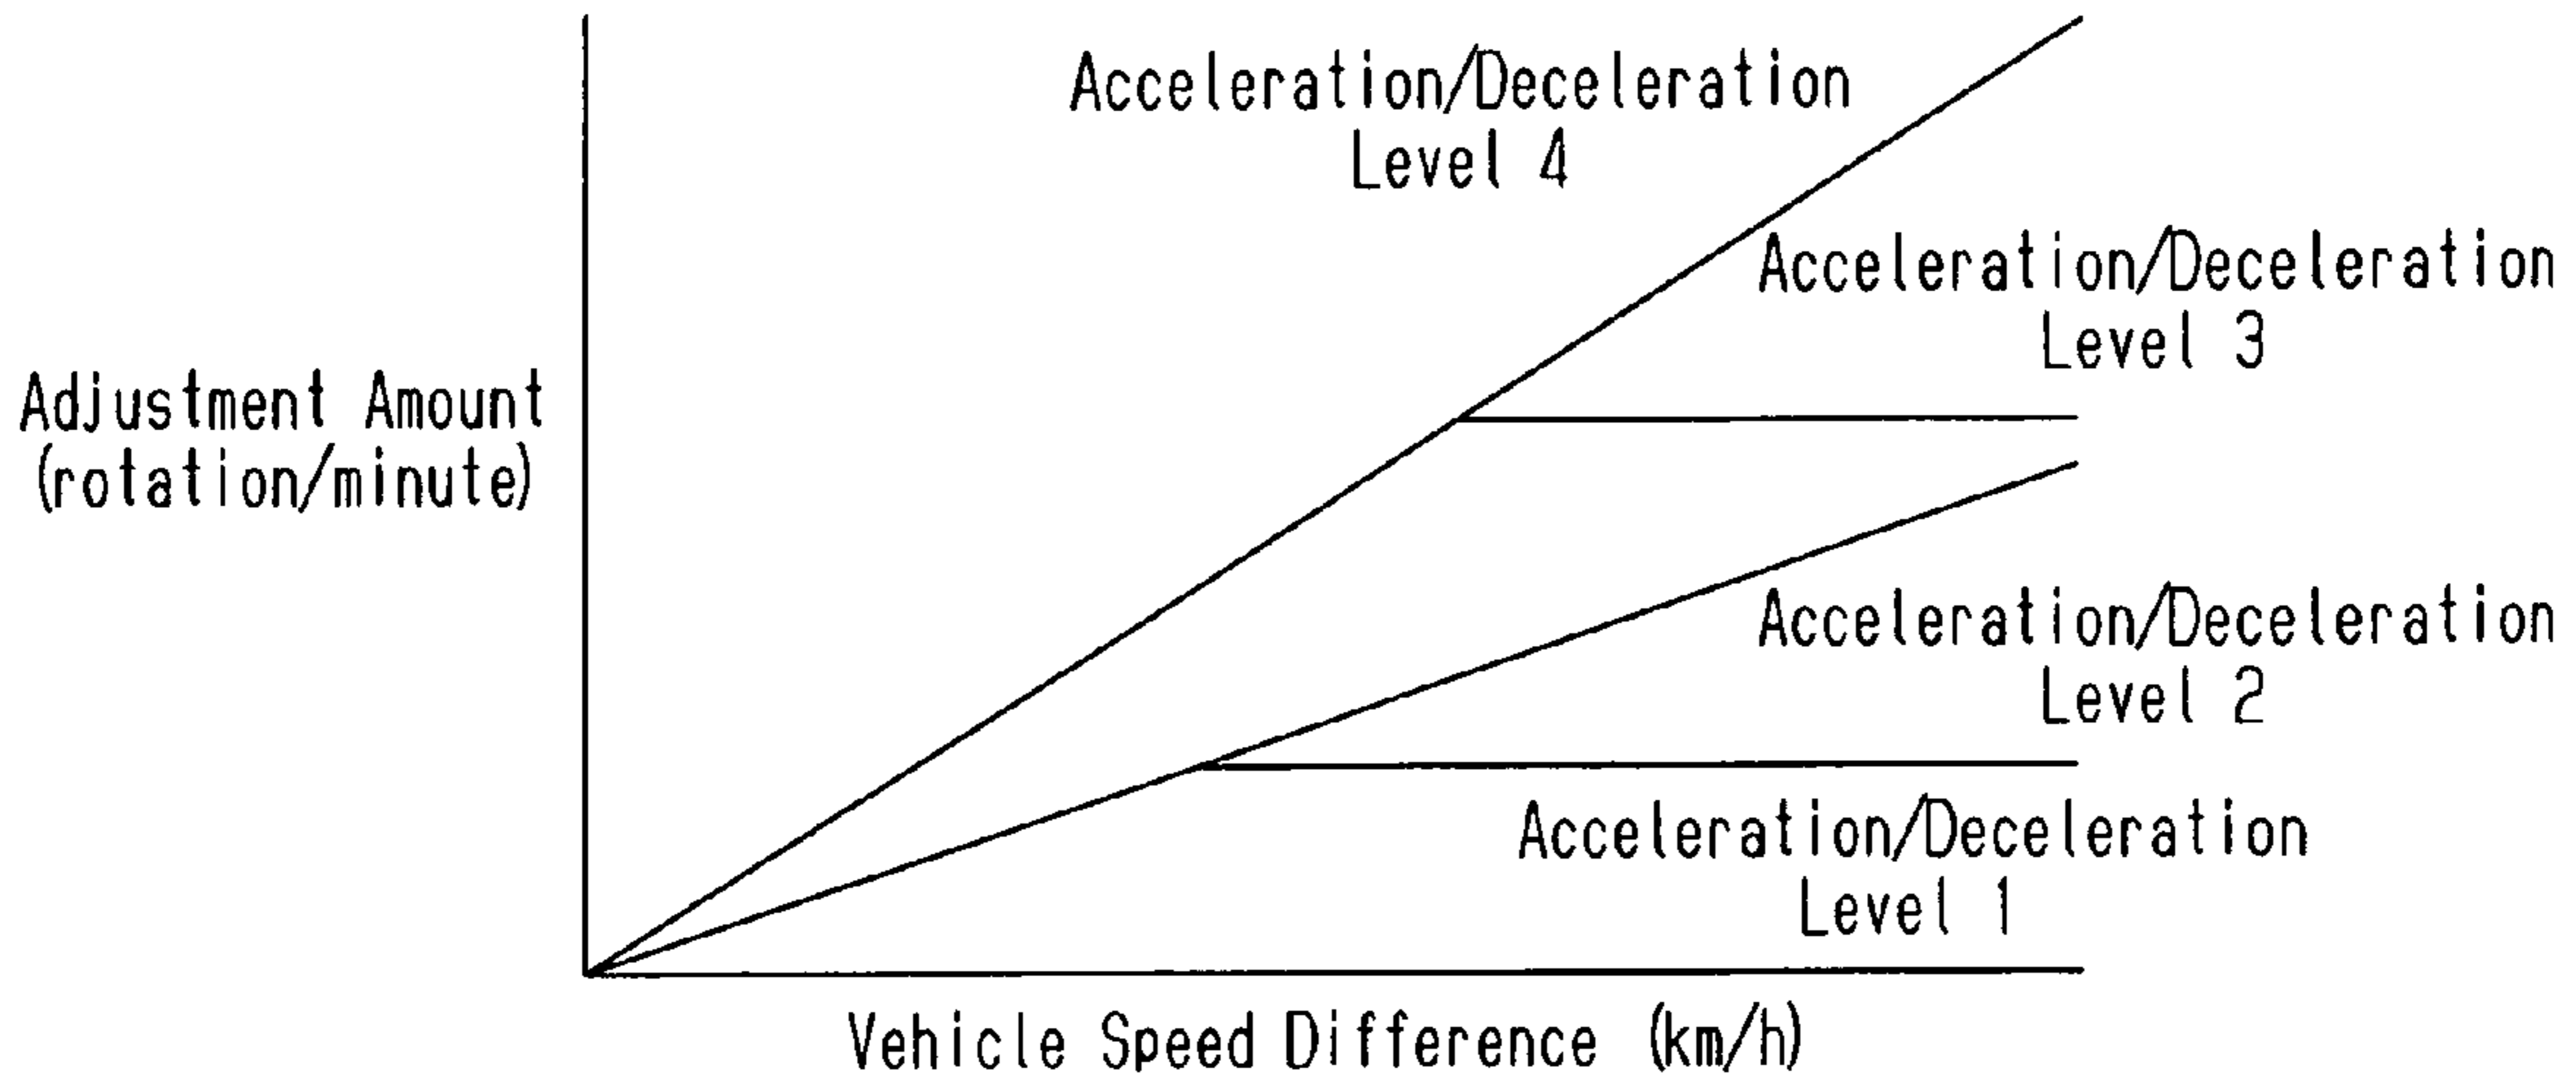 Acceleration/Deceleration
Level 4
Acceleration/Deceleration
Level 3
Adjustment Amount
(rotation/minute)
Acceleration/Deceleration
Level 2
Acceleration/Deceleration
Level 1
Vehicle Speed Difference (km/h)